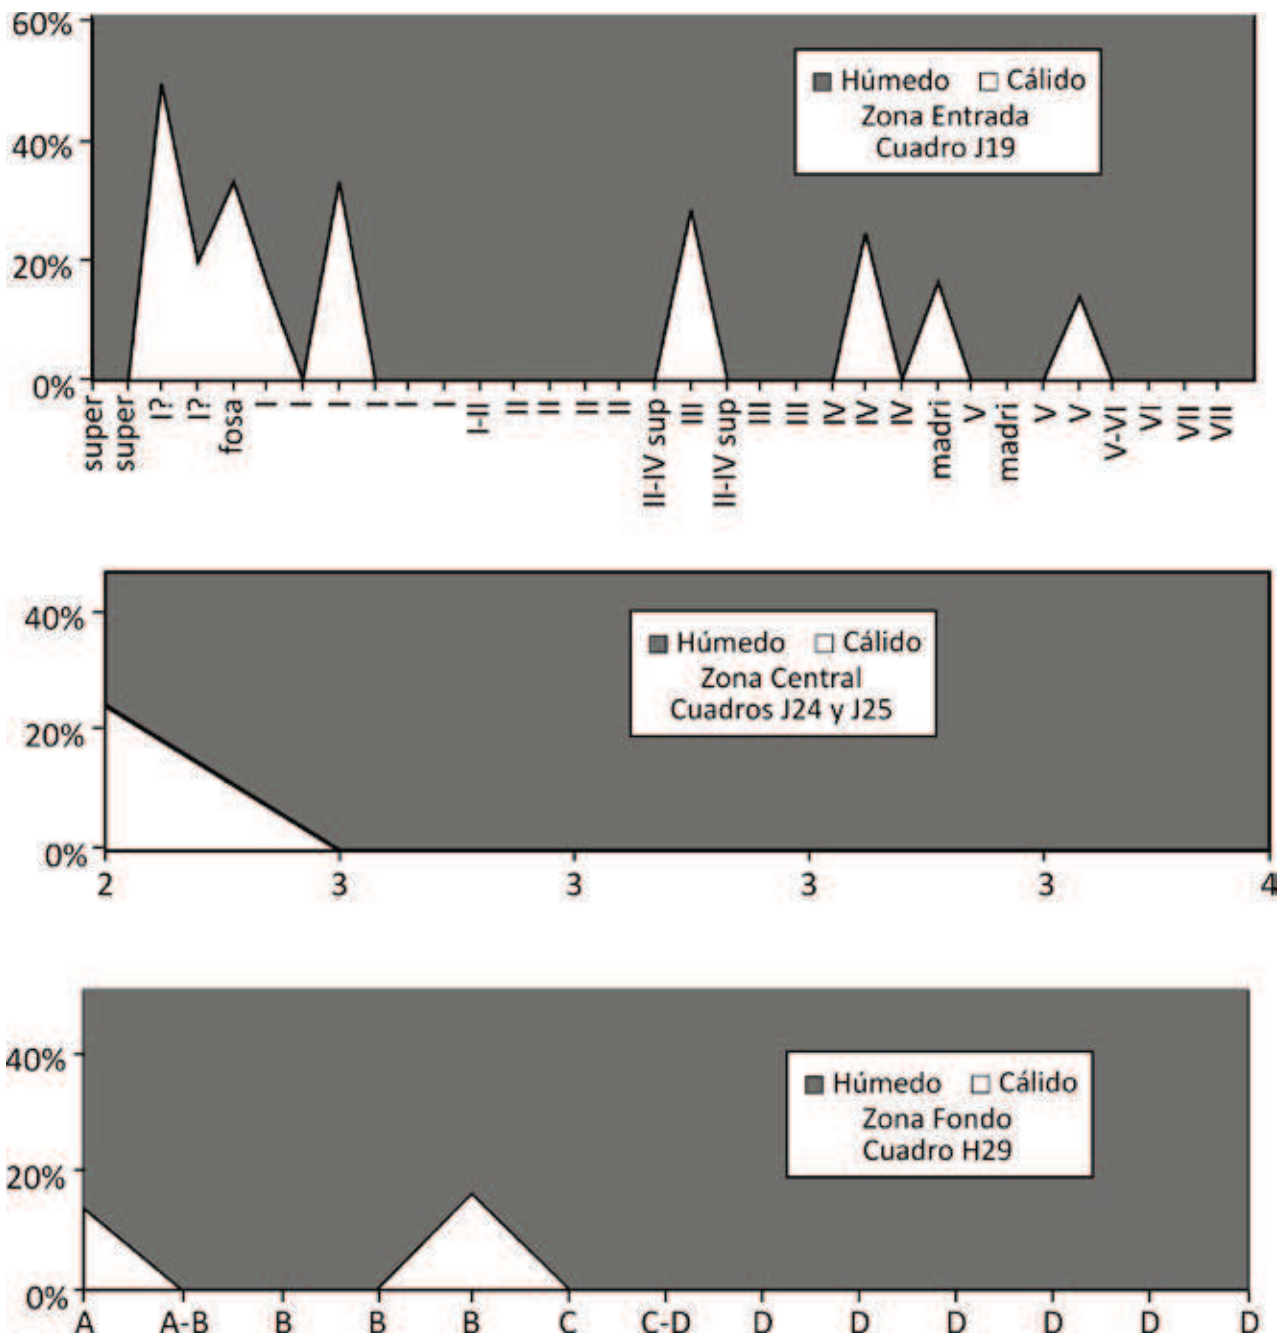 60%
40%
20%
0%
Húmedo Cálido
Zona Entrada
Cuadro J19
super super I? I? fosa I I I I I I I-II II II II II II-IV sup III II-IV sup III III IV IV IV madri V madri V V V-VI VI VII VII
40%
20%
0%
Húmedo Cálido
Zona Central
Cuadros J24 y J25
2 3 3 3 3 4
40%
20%
0%
Húmedo Cálido
Zona Fondo
Cuadro H29
A A-B B B B C C-D D D D D D D